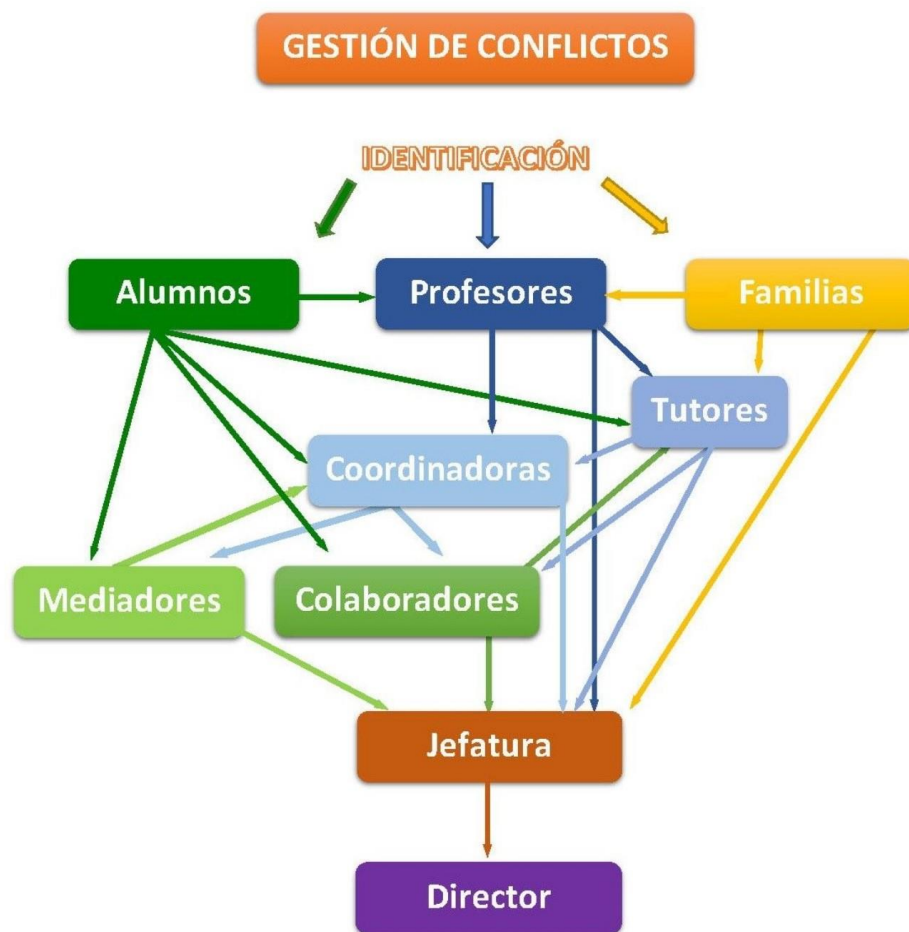 GESTIÓN DE CONFLICTOS
IDENTIFICACIÓN
Alumnos
Profesores
Familias
Tutores
Coordinadoras
Mediadores
Colaboradores
Jefatura
Director